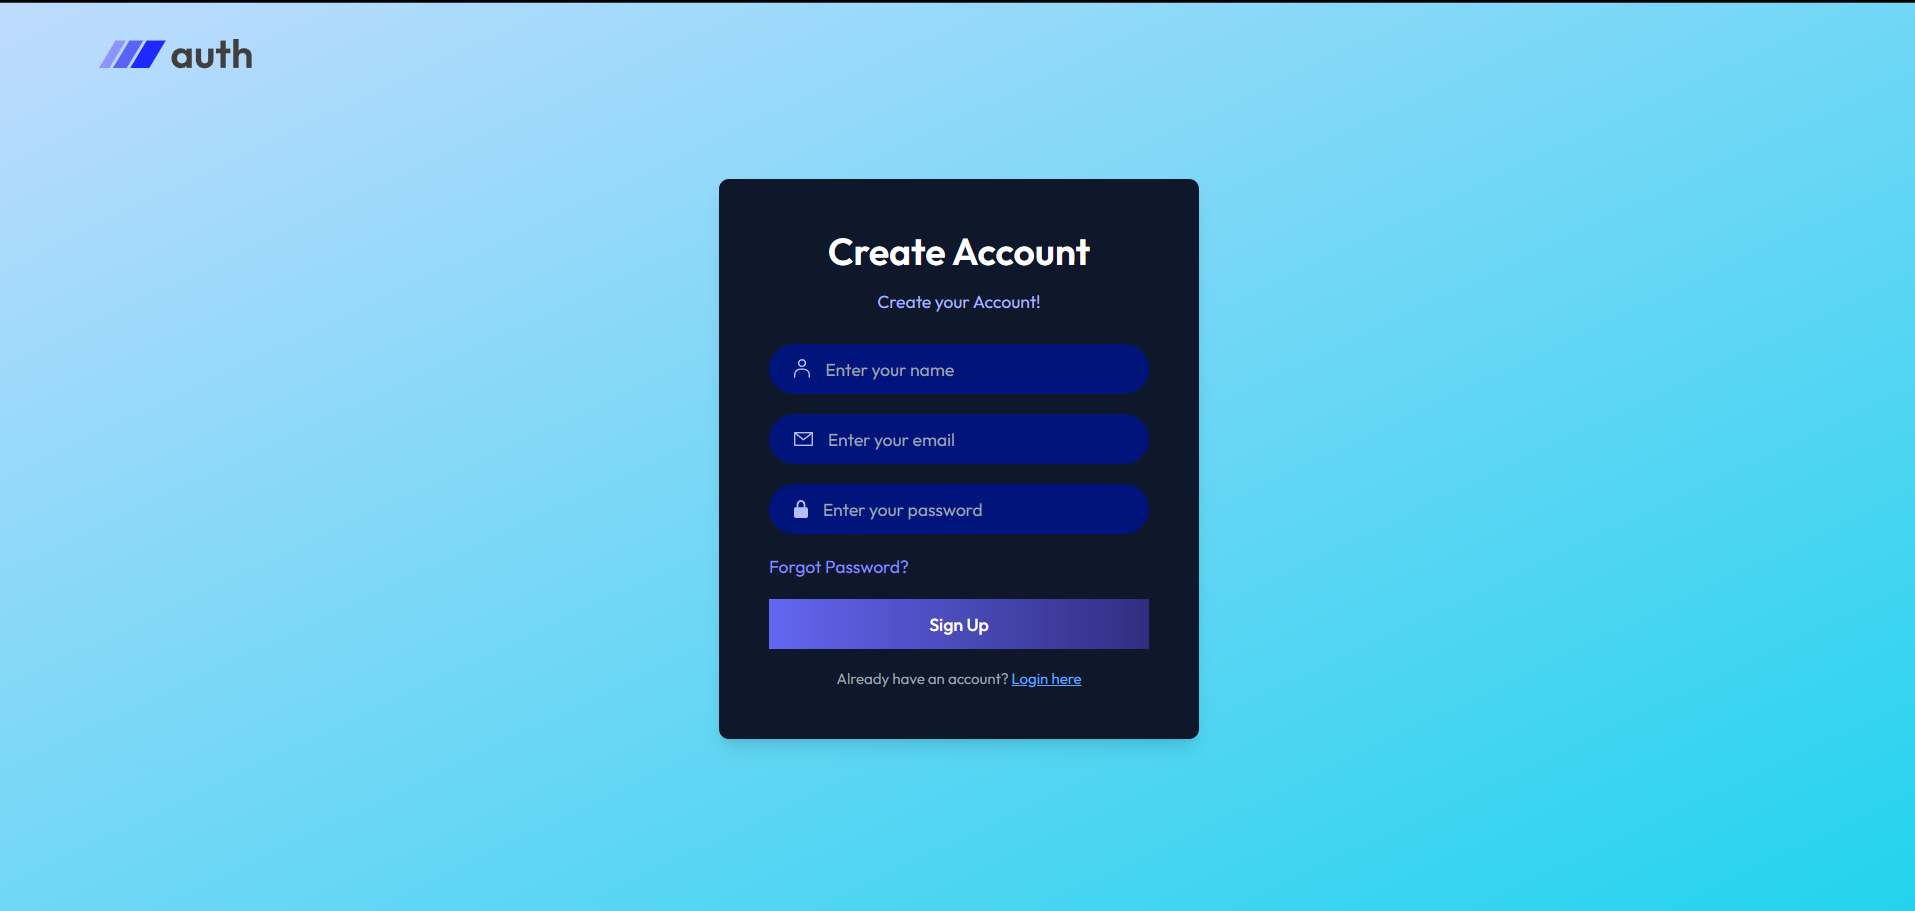 auth
Create Account
Create your Account!
Enter your name
Enter your email
Enter your password
Forgot Password?
Sign Up
Already have an account? Login here